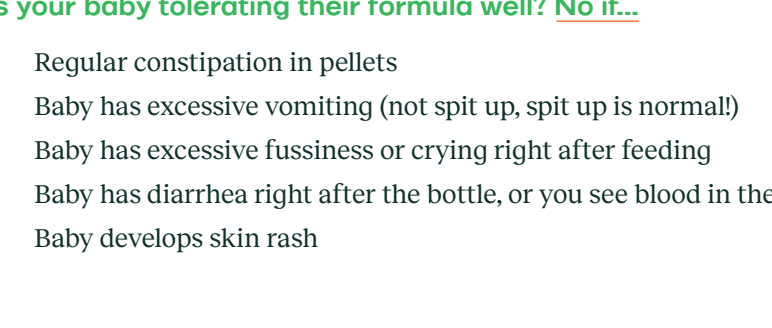 s your baby tolerating their formula well? No if...
Regular constipation in pellets
Baby has excessive vomiting (not spit up, spit up is normal!)
Baby has excessive fussiness or crying right after feeding
Baby has diarrhea right after the bottle, or you see blood in the
Baby develops skin rash